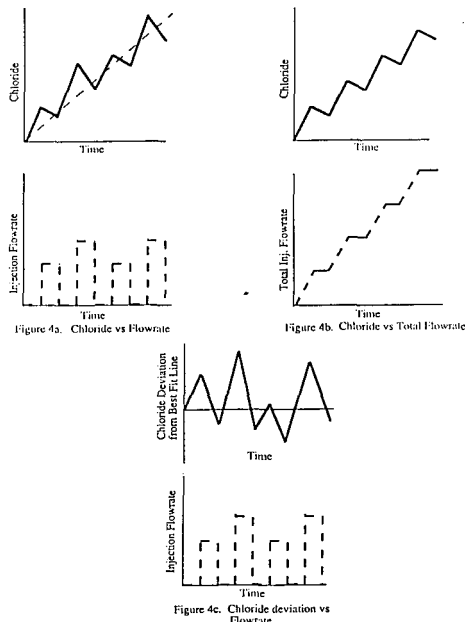 Chloride
Time
Injection Flowrate
Time
Figure 4a. Chloride vs Flowrate
Chloride
Time
Total Inj. Flowrate
Time
Figure 4b. Chloride vs Total Flowrate
Chloride Deviation
from Best Fit
Line
Time
Injection Flowrate
Time
Figure 4c. Chloride deviation vs
Flowrate